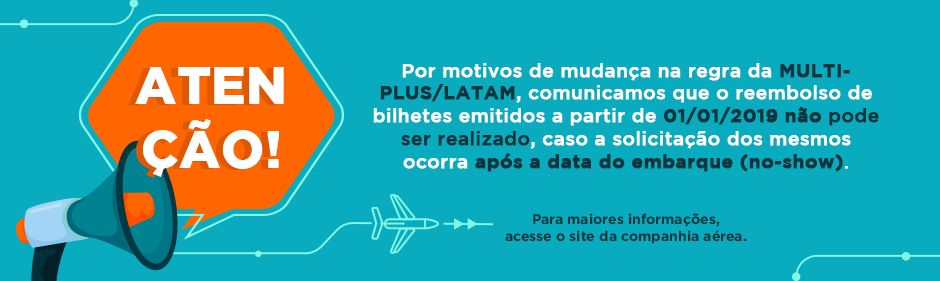 ATEN
ÇÃO!
Por motivos de mudança na regra da MULTI-
PLUS/LATAM, comunicamos que o reembolso de
bilhetes emitidos a partir de 01/01/2019 não pode
ser realizado, caso a solicitação dos mesmos
ocorra após a data do embarque (no-show).
Para maiores informações,
acesse o site da companhia aérea.